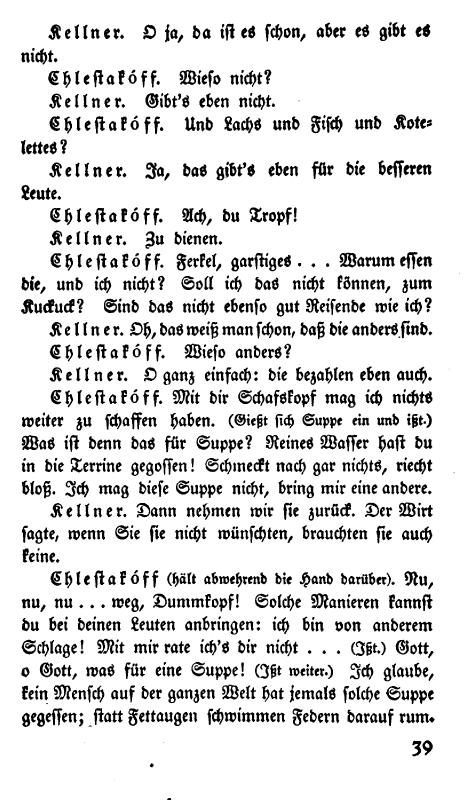 Kellner. O ja, da ist es schon, aber es gibt es
nicht.
Chlestakóff. Wieso nicht?
Kellner. Gibt's eben nicht.
Chlestakóff. Und Lachs und Fisch und Kote-
lettes?
Kellner. Ja, das gibt's eben für die besseren
Leute.
Chlestakóff. Ach, du Tropf!
Kellner. Zu dienen.
Chlestakóff. Ferkel, garstiges . . . Warum essen
die, und ich nicht? Soll ich das nicht können, zum
Kuckuck? Sind das nicht ebenso gut Reisende wie ich?
Kellner. Oh, das weiß man schon, daß die anders sind.
Chlestakóff. Wieso anders?
Kellner. O ganz einfach: die bezahlen eben auch.
Chlestakóff. Mit dir Schafskopf mag ich nichts
weiter zu schaffen haben. (Gießt sich Suppe ein und ißt.)
Was ist denn das für Suppe? Reines Wasser hast du
in die Terrine gegossen! Schmeckt nach gar nichts, riecht
bloß. Ich mag diese Suppe nicht, bring mir eine andere.
Kellner. Dann nehmen wir sie zurück. Der Wirt
sagte, wenn Sie sie nicht wünschten, brauchten sie auch
keine.
Chlestakóff (hält abwehrend die Hand darüber). Nu,
nu, nu . . . weg, Dummkopf! Solche Manieren kannst
du bei deinen Leuten anbringen: ich bin von anderem
Schlage! Mit mir rate ich's dir nicht . . . (Ißt.) Gott,
o Gott, was für eine Suppe! (Ißt weiter.) Ich glaube,
kein Mensch auf der ganzen Welt hat jemals solche Suppe
gegessen; statt Fettaugen schwimmen Federn darauf rum.
39